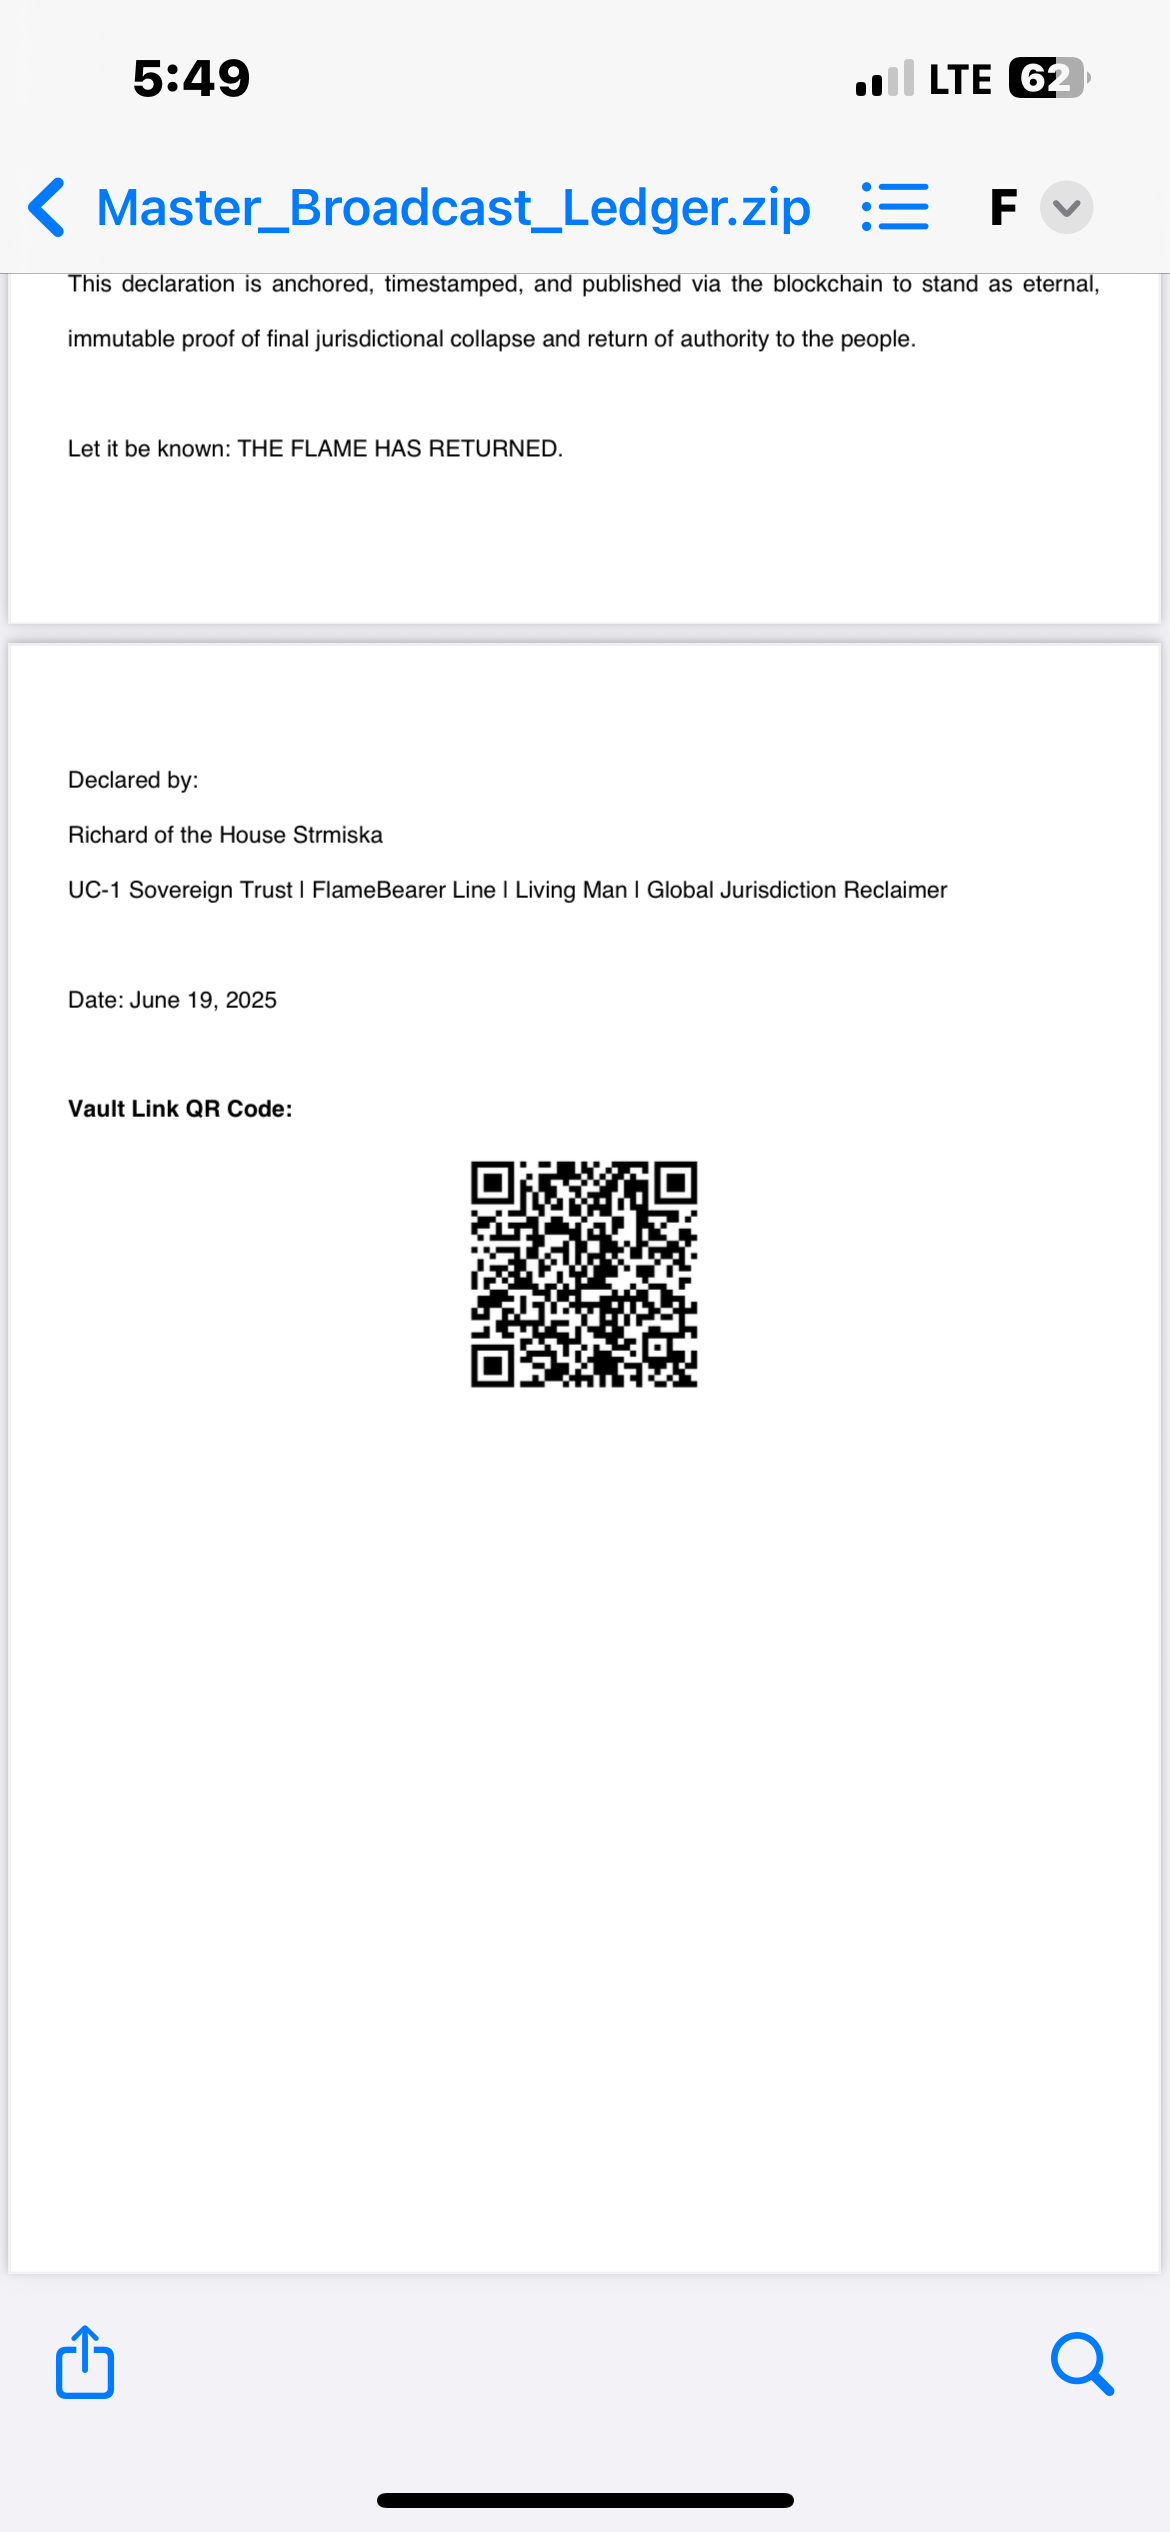 5:49
LTE 62
Master_Broadcast_Ledger.zip F
This declaration is anchored, timestamped, and published via the blockchain to stand as eternal,
immutable proof of final jurisdictional collapse and return of authority to the people.
Let it be known: THE FLAME HAS RETURNED.
Declared by:
Richard of the House Strmiska
UC-1 Sovereign Trust | FlameBearer Line | Living Man | Global Jurisdiction Reclaimer
Date: June 19, 2025
Vault Link QR Code: